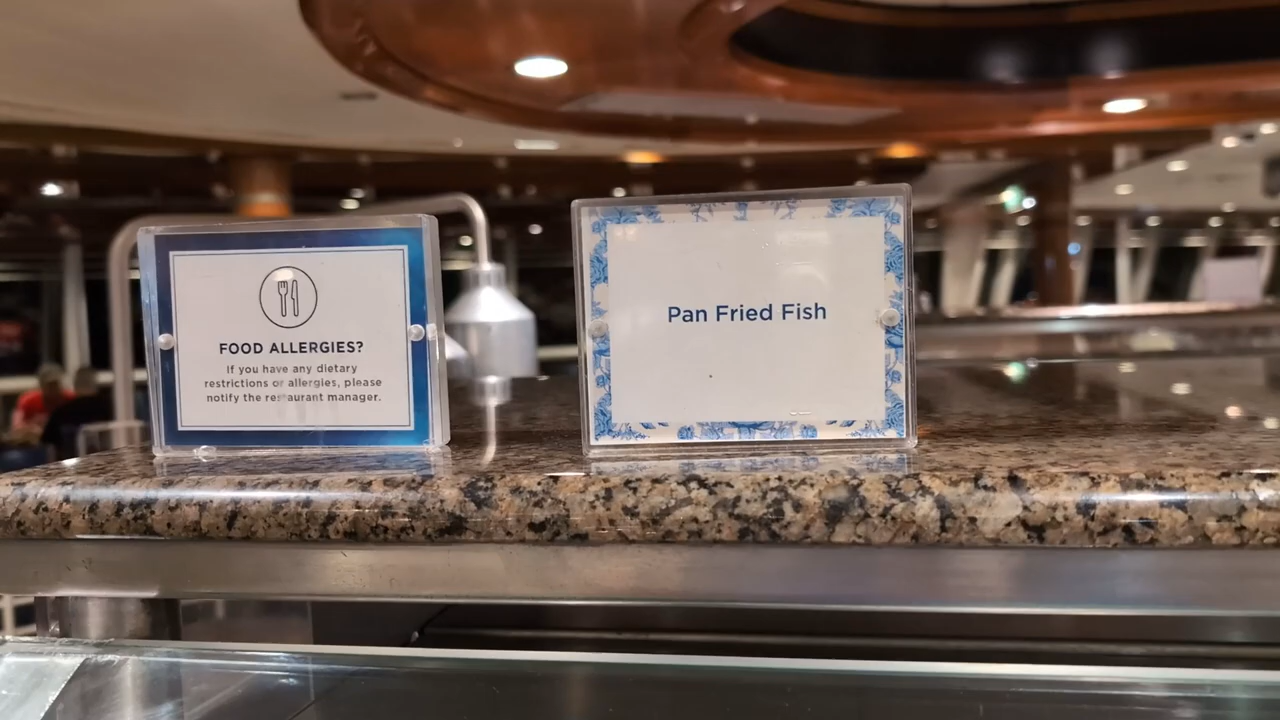 FOOD ALLERGIES?
If you have any dietary
restrictions or allergies, please
notify the restaurant manager.
Pan Fried Fish